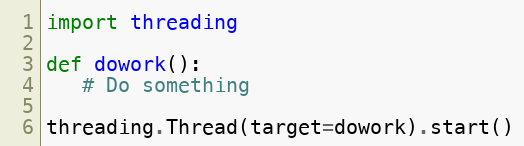 1 import threading
2
3 def dowork():
4    # Do something
5
6 threading.Thread(target=dowork).start()